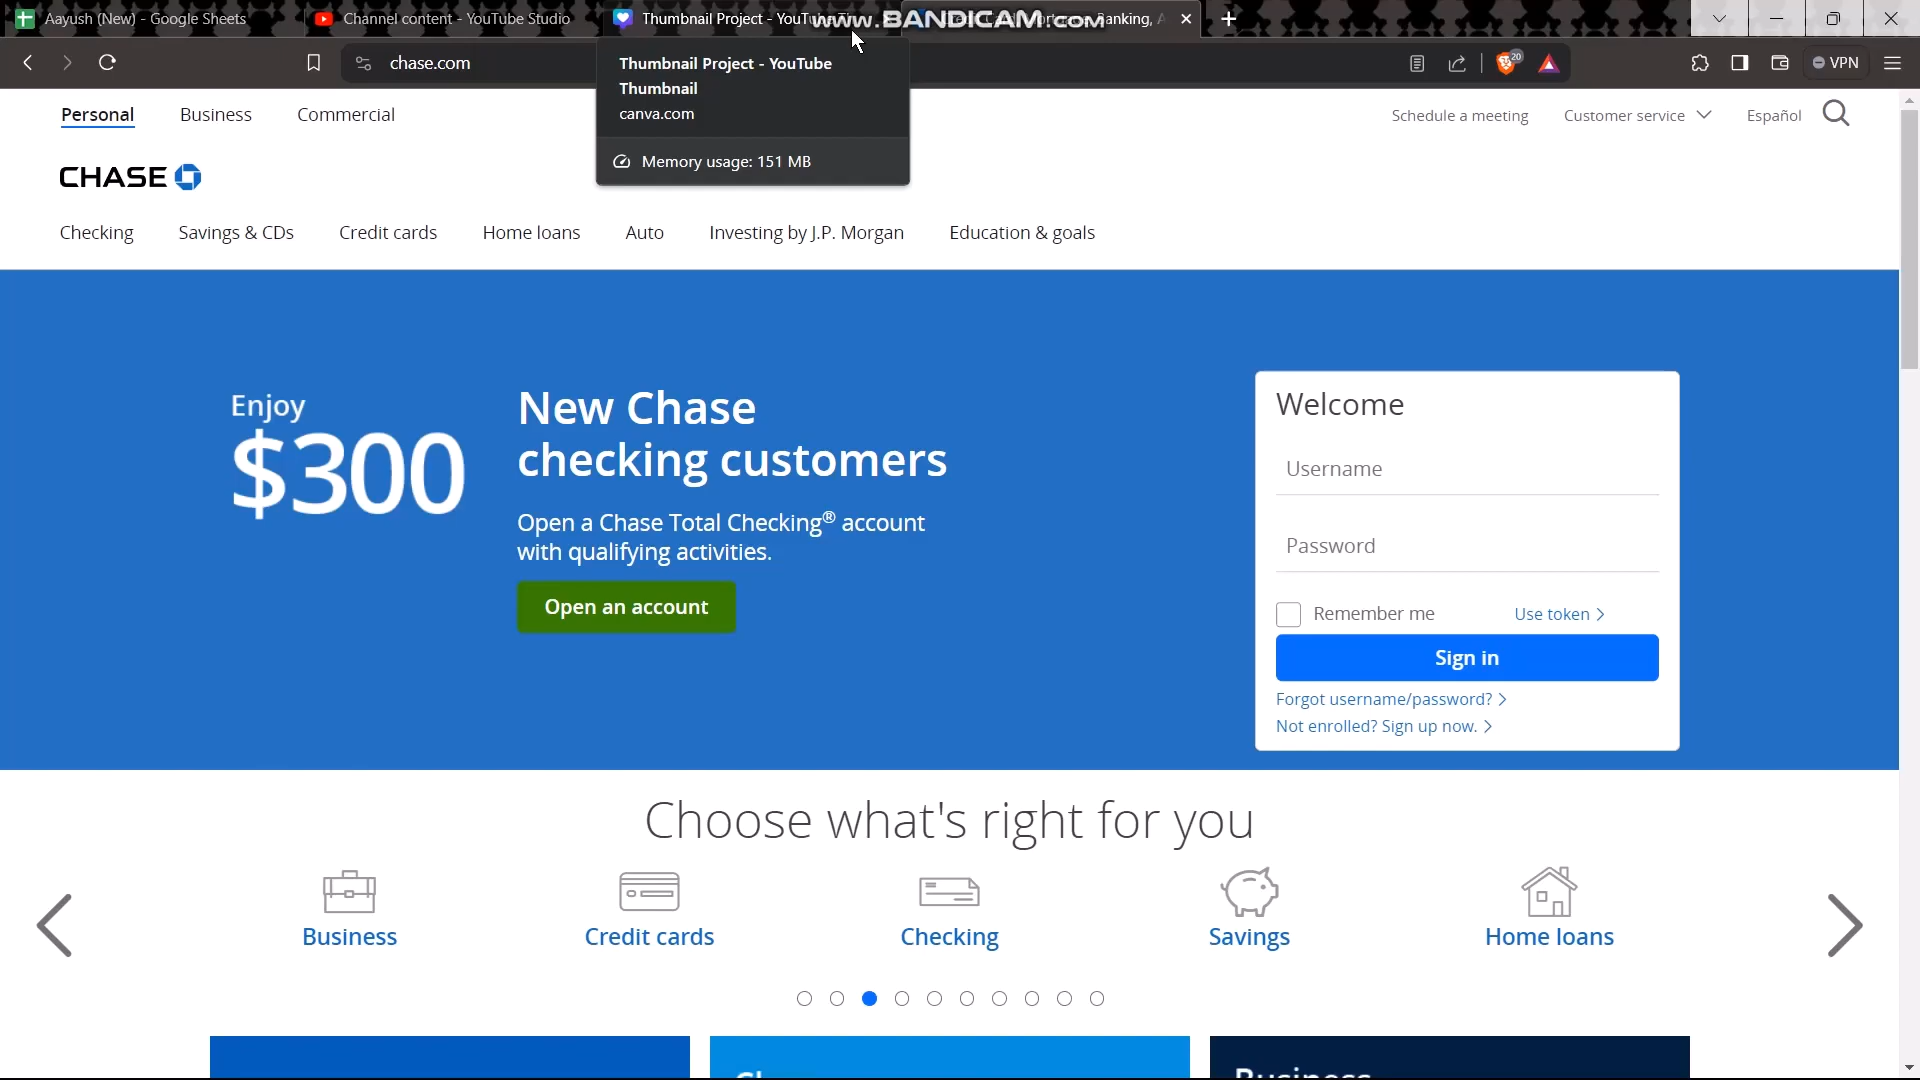 Aayush (New) - Google Sheets
Channel content - YouTube Studio
Thumbnail Project - YouTube
www.BANDICAM.com
Banking,
chase.com
20
VPN
Thumbnail Project - YouTube
Thumbnail
canva.com
Memory usage: 151 MB
Personal
Business
Commercial
Schedule a meeting
Customer service
Español
CHASE
Checking
Savings & CDs
Credit cards
Home loans
Auto
Investing by J.P. Morgan
Education & goals
Enjoy
$300
New Chase
checking customers
Open a Chase Total Checking® account
with qualifying activities.
Open an account
Welcome
Username
Password
Remember me
Use token
Sign in
Forgot username/password?
Not enrolled? Sign up now.
Choose what's right for you
Business
Credit cards
Checking
Savings
Home loans